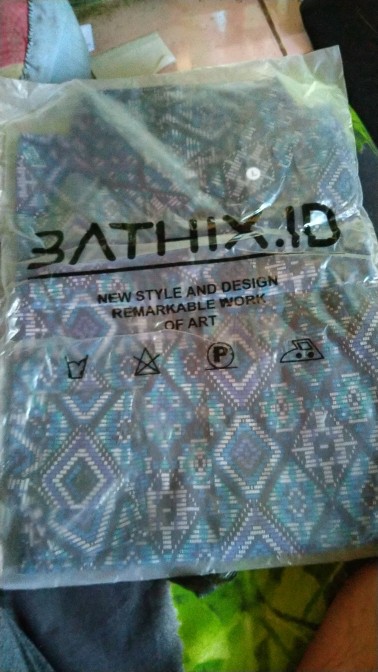 BATHIX.ID
NEW STYLE AND DESIGN
REMARKABLE WORK
OF ART
P
L